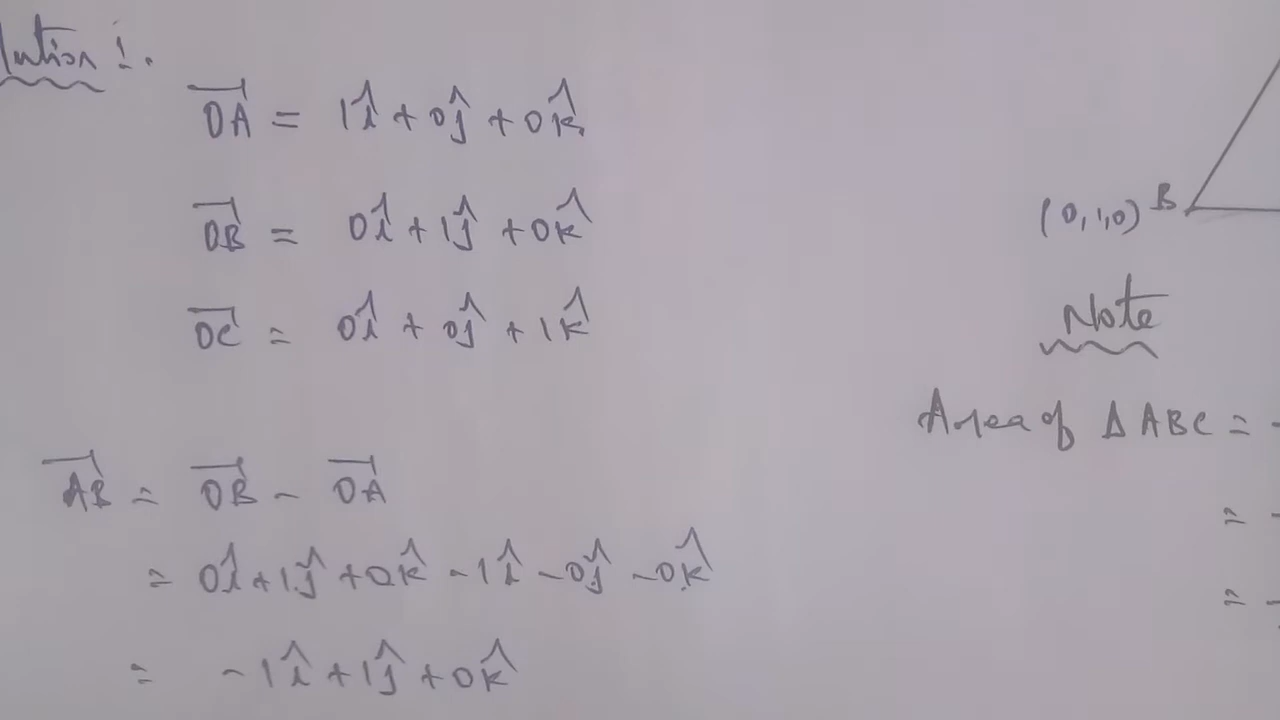 lution :.
→OA = 1î + 0ĵ + 0k̂
→OB = 0î + 1ĵ + 0k̂
→OC = 0î + 0ĵ + 1k̂
→AB = →OB - →OA
= 0î + 1ĵ + 0k̂ - 1î - 0ĵ - 0k̂
= -1î + 1ĵ + 0k̂
(0,1,0) B
Note
Area of Δ ABC =
=
=